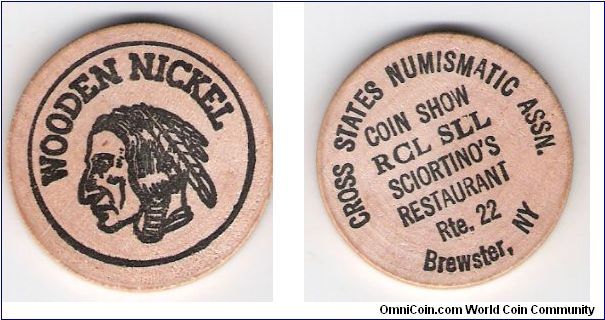 WOODEN NICKEL
CROSS STATES NUMISMATIC ASSN.
COIN SHOW
RCL SLL
SCIORTINO'S
RESTAURANT
Rte. 22
Brewster, NY
OmniCoin.com World Coin Community